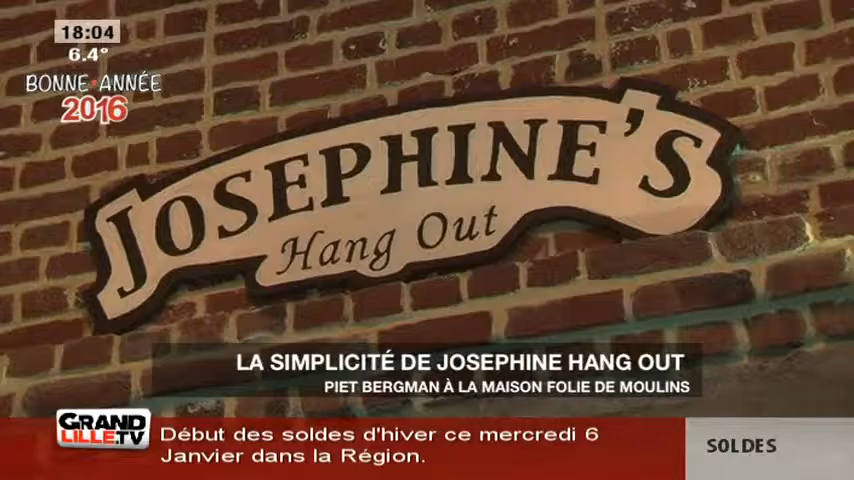 18:04
6.4°
BONNE ANNÉE
2016
JOSEPHINE'S
Hang Out
LA SIMPLICITÉ DE JOSEPHINE HANG OUT
PIET BERGMAN À LA MAISON FOLIE DE MOULINS
GRAND
LILLE.TV
Début des soldes d'hiver ce mercredi 6
Janvier dans la Région.
SOLDES